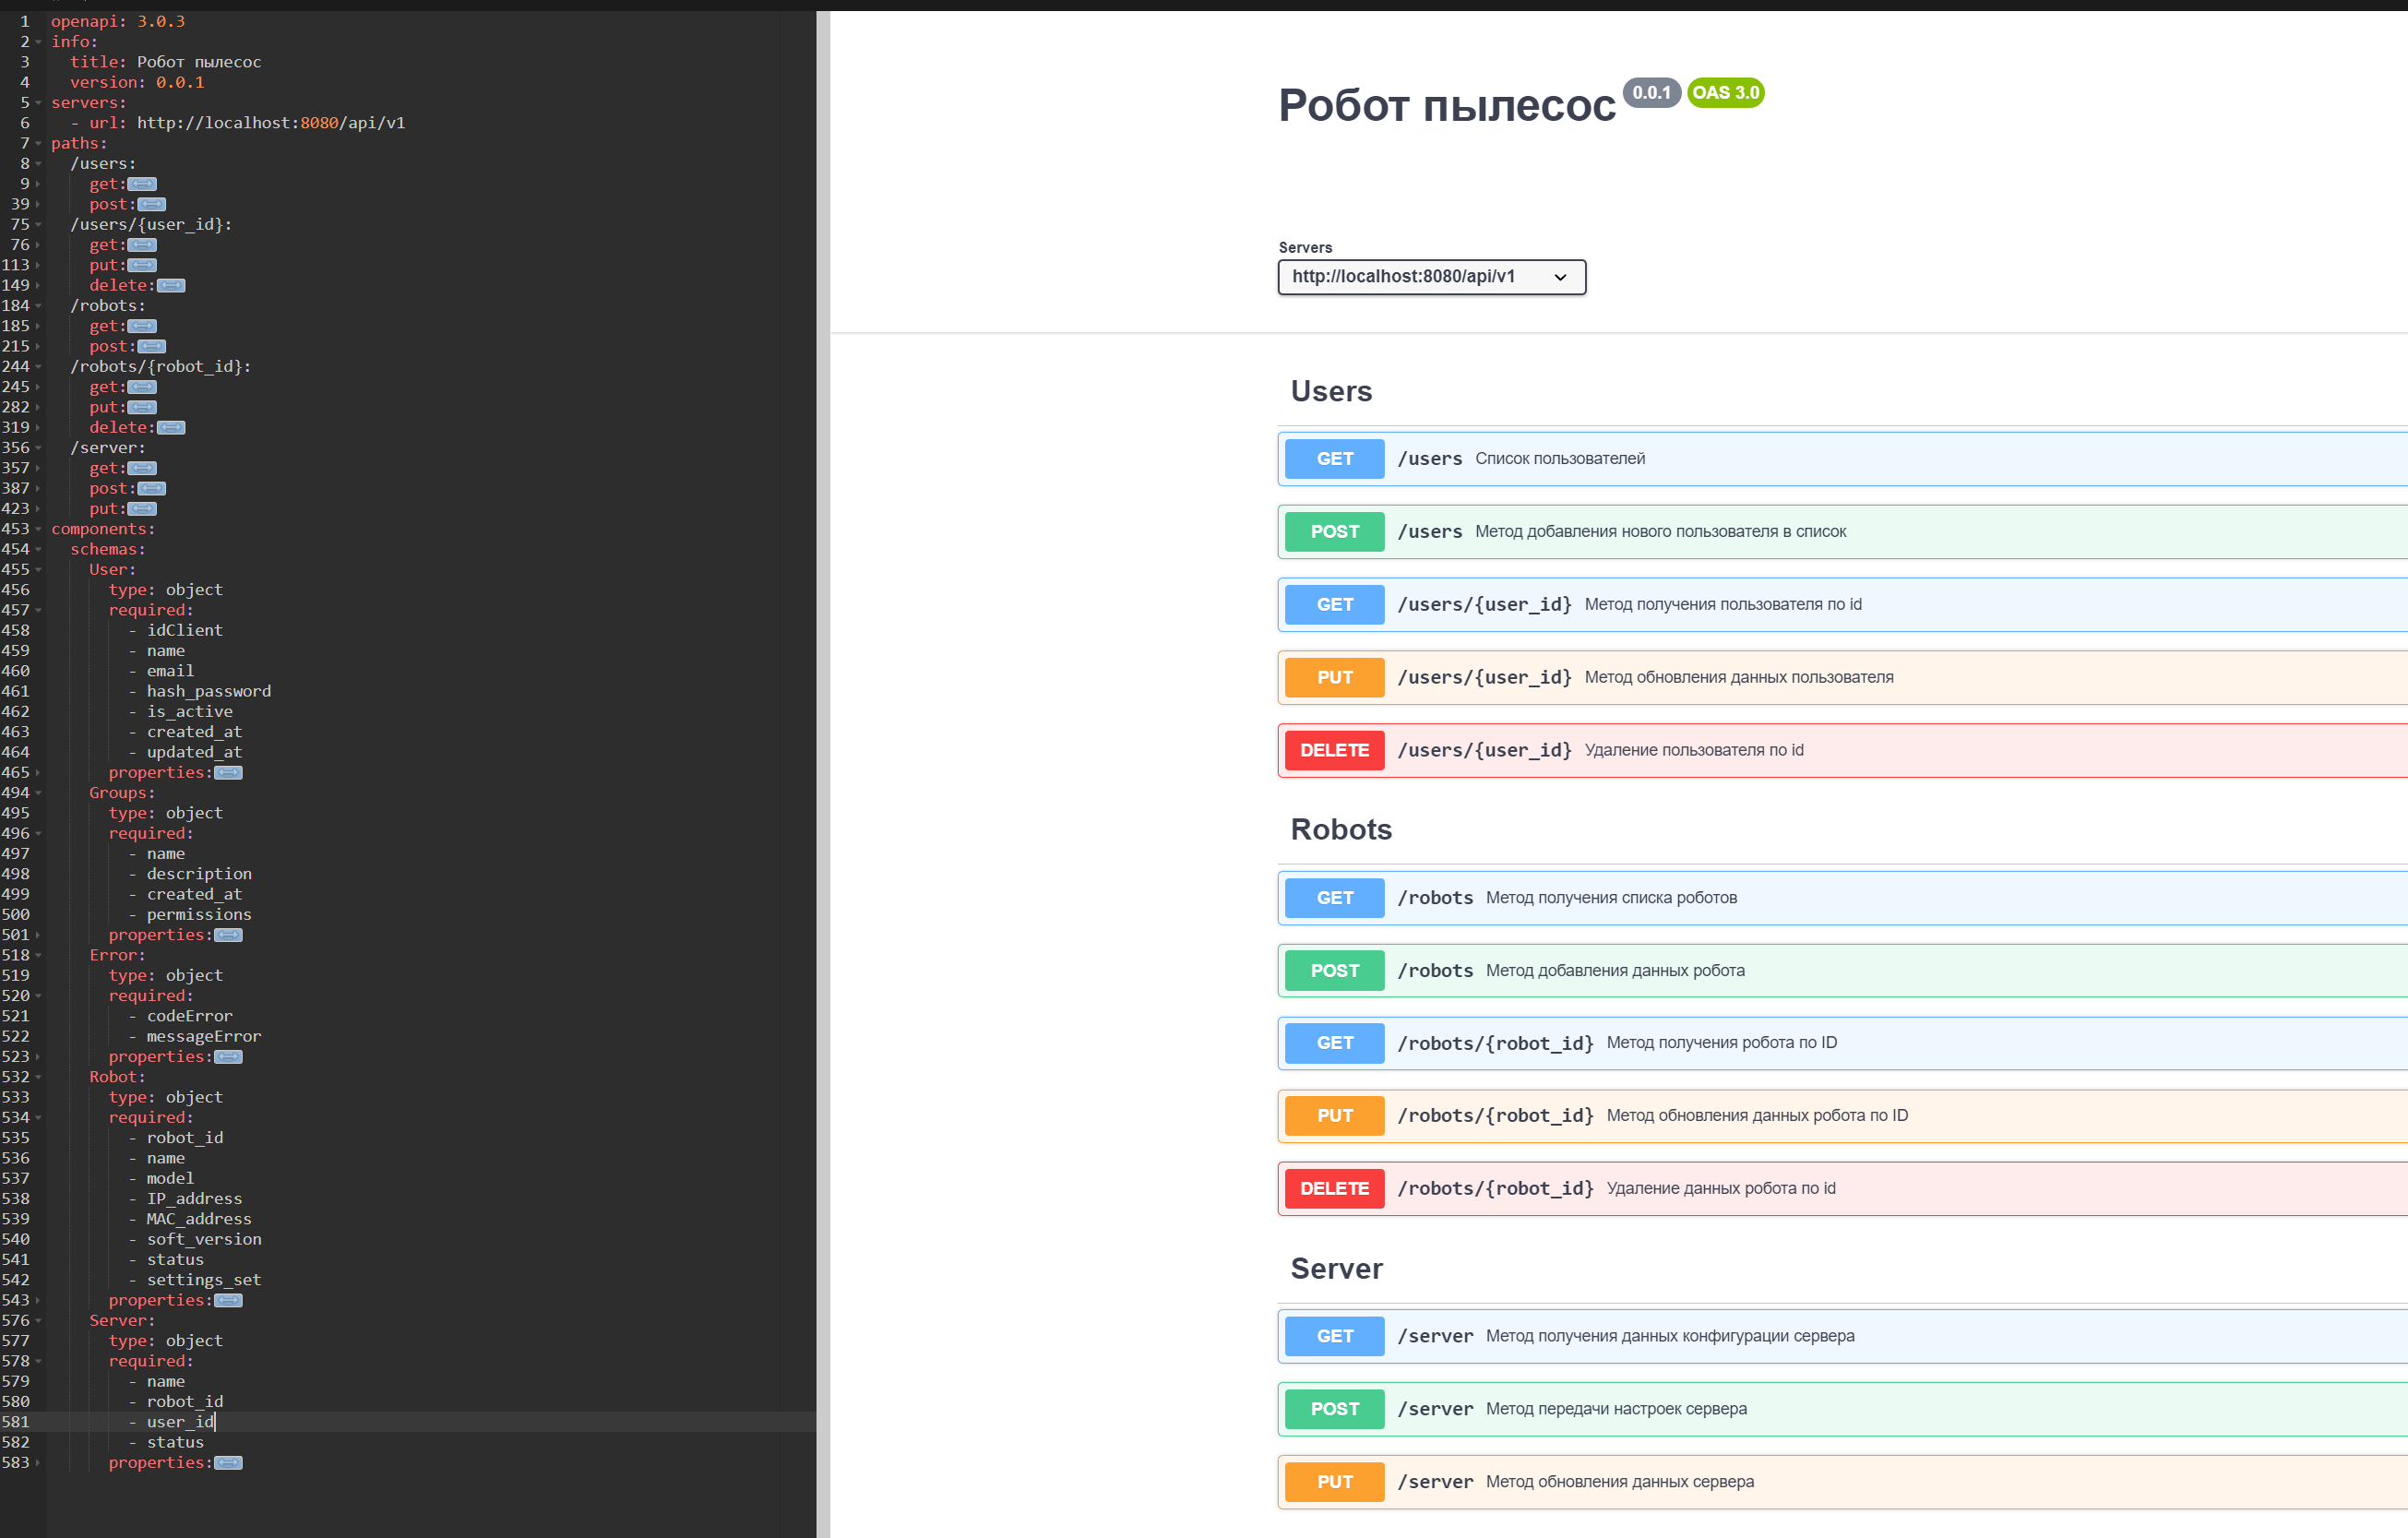 1 openapi: 3.0.3
2 info:
3 title: Робот пылесос
4 version: 0.0.1
5 servers:
6 - url: http://localhost:8080/api/v1
7 paths:
8 /users:
9 get:
39 post:
75 /users/{user_id}:
76 get:
113 put:
149 delete:
184 /robots:
185 get:
215 post:
244 /robots/{robot_id}:
245 get:
282 put:
319 delete:
356 /server:
357 get:
387 post:
423 put:
453 components:
454 schemas:
455 User:
456 type: object
457 required:
458 - idClient
459 - name
460 - email
461 - hash_password
462 - is_active
463 - created_at
464 - updated_at
465 properties:
494 Groups:
495 type: object
496 required:
497 - name
498 - description
499 - created_at
500 - permissions
501 properties:
518 Error:
519 type: object
520 required:
521 - codeError
522 - messageError
523 properties:
532 Robot:
533 type: object
534 required:
535 - robot_id
536 - name
537 - model
538 - IP_address
539 - MAC_address
540 - soft_version
541 - status
542 - settings_set
543 properties:
576 Server:
577 type: object
578 required:
579 - name
580 - robot_id
581 - user_id
582 - status
583 properties:
Робот пылесос 0.0.1 OAS 3.0
Servers
http://localhost:8080/api/v1
Users
GET /users Список пользователей
POST /users Метод добавления нового пользователя в список
GET /users/{user_id} Метод получения пользователя по id
PUT /users/{user_id} Метод обновления данных пользователя
DELETE /users/{user_id} Удаление пользователя по id
Robots
GET /robots Метод получения списка роботов
POST /robots Метод добавления данных робота
GET /robots/{robot_id} Метод получения робота по ID
PUT /robots/{robot_id} Метод обновления данных робота по ID
DELETE /robots/{robot_id} Удаление данных робота по id
Server
GET /server Метод получения данных конфигурации сервера
POST /server Метод передачи настроек сервера
PUT /server Метод обновления данных сервера